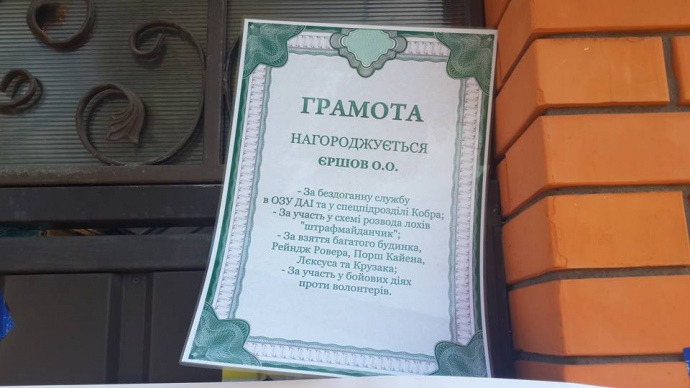 ГРАМОТА
НАГОРОДЖУЄТЬСЯ
ЄРШОВ О.О.
- За бездоганну службу
в ОЗУ ДАІ та у спецпідрозділі Кобра;
- За участь у схемі розвода лохів
"штрафмайданчик";
- За взяття багатого будинка,
Рейндж Ровера, Порш Кайена,
Лексуса та Крузака;
- За участь у бойових діях
проти волонтерів.